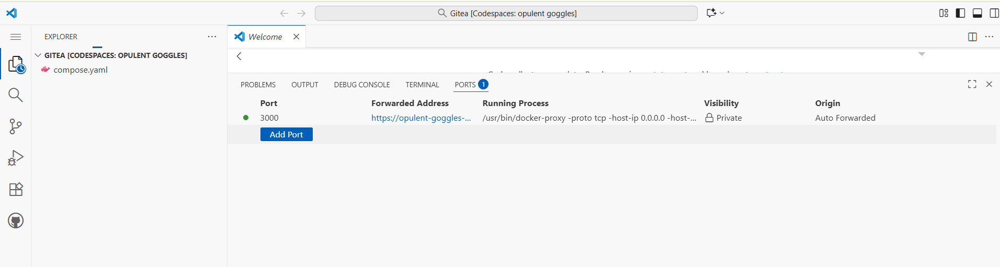 Gitea [Codespaces: opulent goggles]
EXPLORER
Welcome
GITEA [CODESPACES: OPULENT GOGGLES]
compose.yaml
PROBLEMS OUTPUT DEBUG CONSOLE TERMINAL PORTS 1
Port Forwarded Address Running Process Visibility Origin
3000 https://opulent-goggles-... /usr/bin/docker-proxy -proto tcp -host-ip 0.0.0.0 -host-... Private Auto Forwarded
Add Port